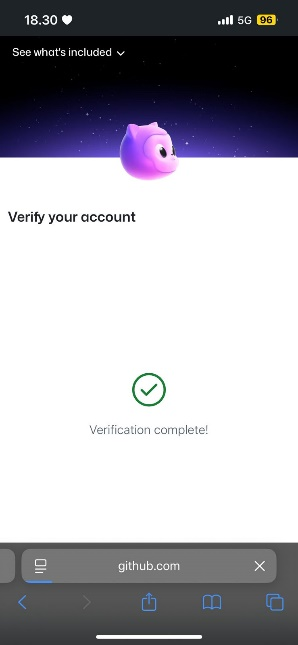 18.30
5G
96
See what's included
Verify your account
Verification complete!
github.com